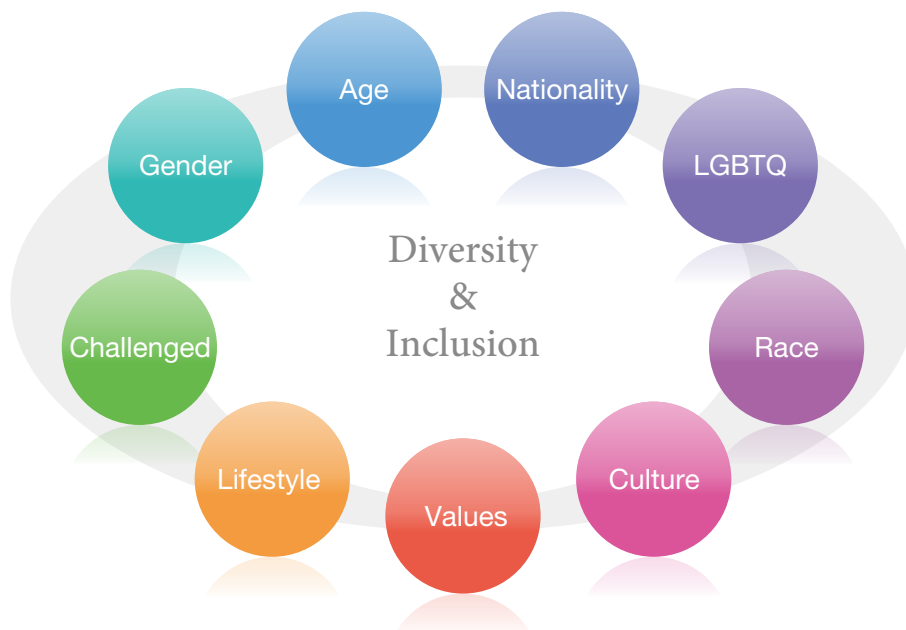 Age
Nationality
Gender
LGBTQ
Diversity
&
Inclusion
Challenged
Race
Lifestyle
Culture
Values